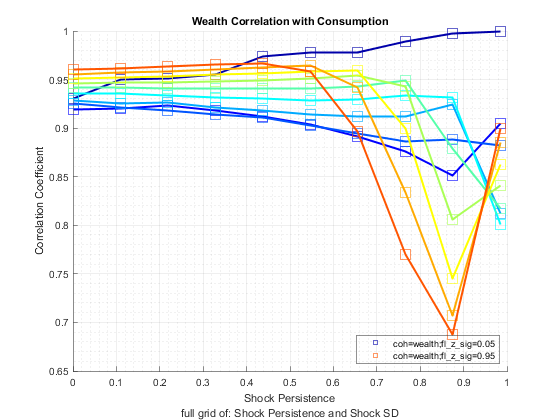 Wealth Correlation with Consumption
1
0.95
0.9
0.85
0.8
0.75
0.7
0.65
Correlation Coefficient
coh=wealth;fl_z_sig=0.05
coh=wealth;fl_z_sig=0.95
0 0.1 0.2 0.3 0.4 0.5 0.6 0.7 0.8 0.9 1
Shock Persistence
full grid of: Shock Persistence and Shock SD